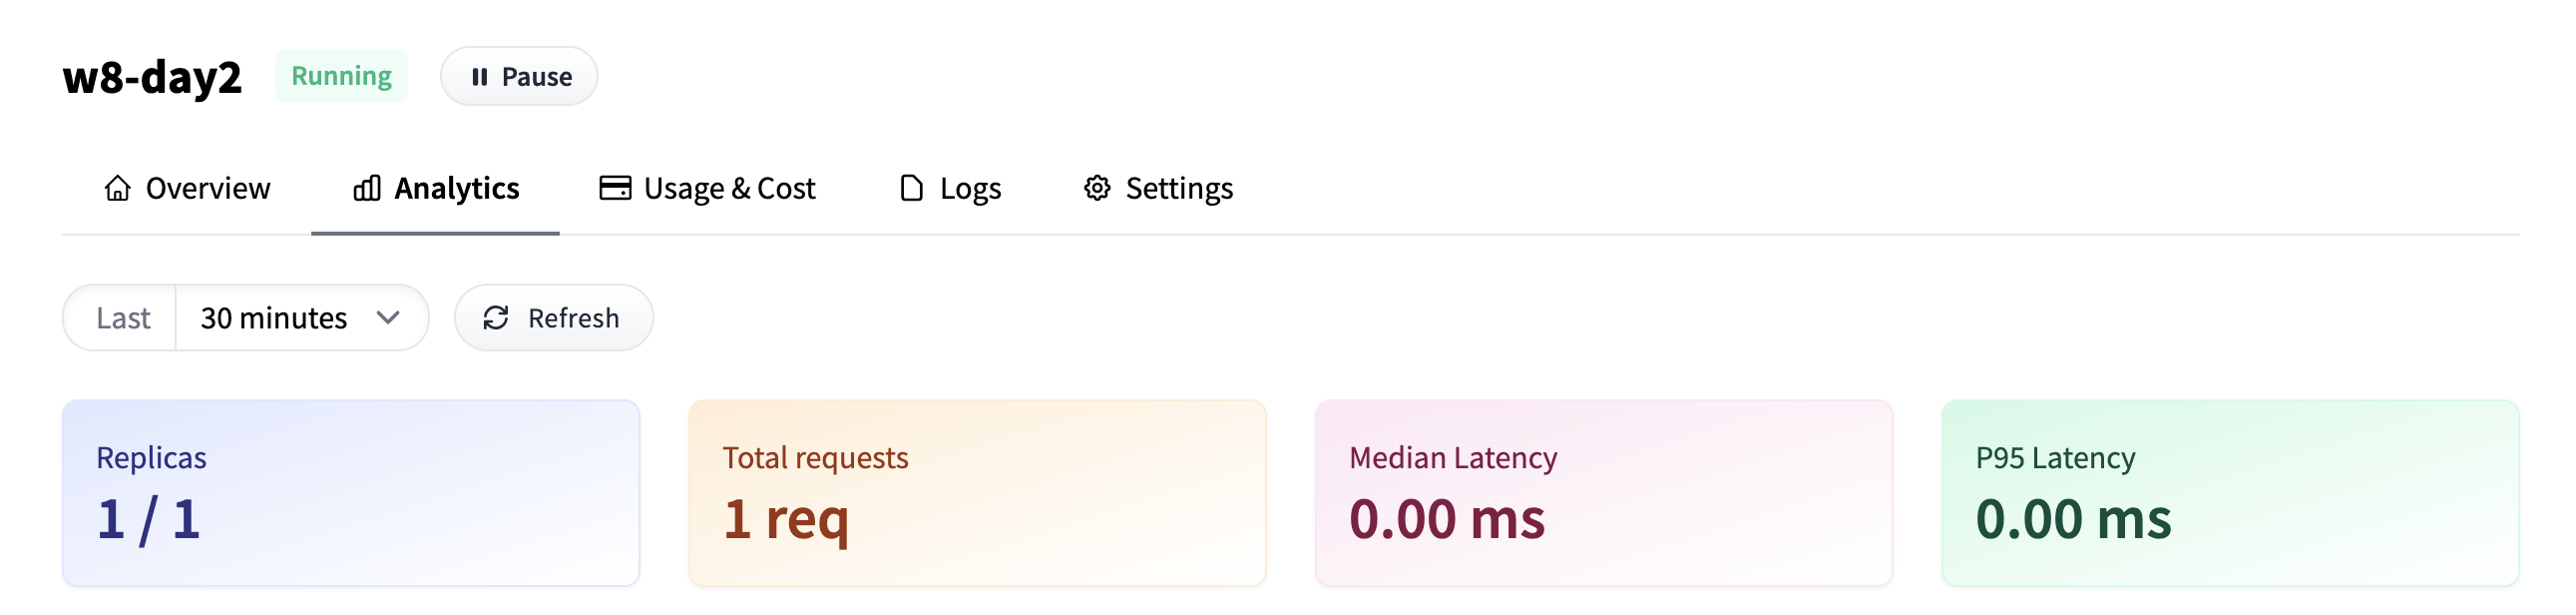 w8-day2 Running Pause
Overview Analytics Usage & Cost Logs Settings
Last 30 minutes Refresh
Replicas
1 / 1
Total requests
1 req
Median Latency
0.00 ms
P95 Latency
0.00 ms